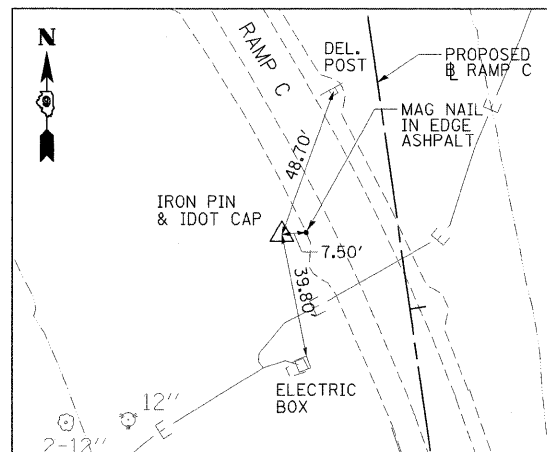 N
DEL.
POST
RAMP C
PROPOSED
℄ RAMP C
E
MAG NAIL
IN EDGE
ASHPALT
48.70'
IRON PIN
& IDOT CAP
7.50'
E
39.80'
E
ELECTRIC
BOX
12"
E
2-12"